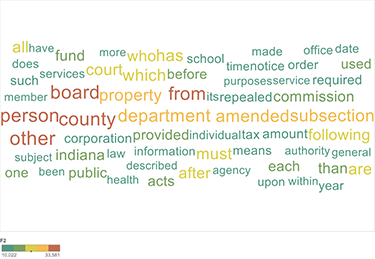 all have fund more who has school made office date
does such services court which before time notice order used
purposes service required
member board property from its repealed commission
person county department amended subsection
other corporation provided individual tax amount following
subject indiana law information must means authority general
one been public health described acts after agency each than are
upon within year
F2
10,022 33,581